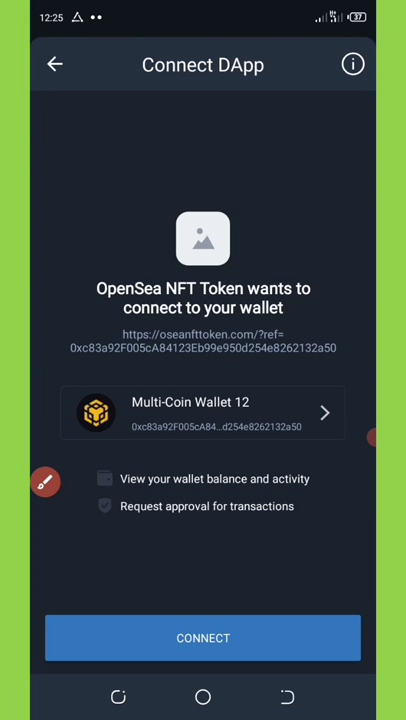 12:25
37
Connect DApp
OpenSea NFT Token wants to
connect to your wallet
https://oseanfttoken.com/?ref=
0xc83a92F005cA84123Eb99e950d254e8262132a50
Multi-Coin Wallet 12
0xc83a92F005cA84...d254e8262132a50
View your wallet balance and activity
Request approval for transactions
CONNECT